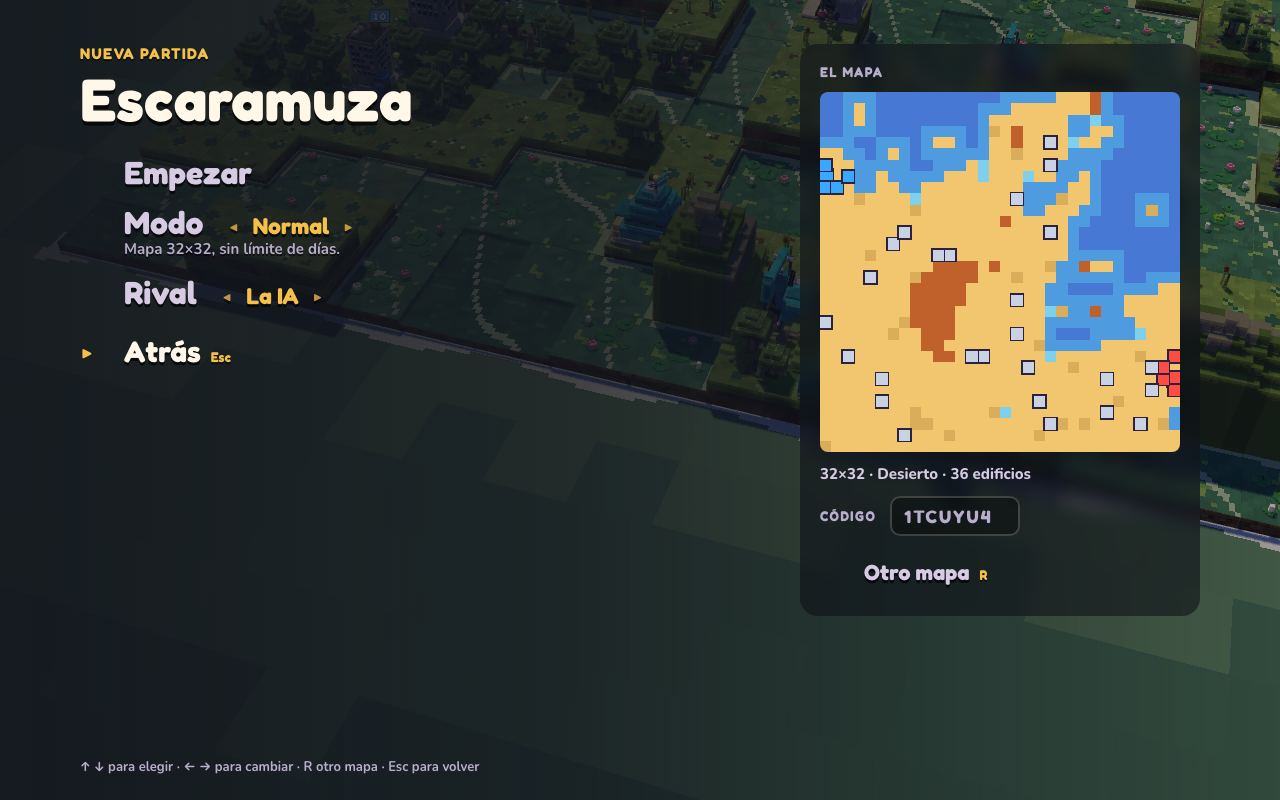 NUEVA PARTIDA
Escaramuza
Empezar
Modo ◂ Normal ▸
Mapa 32×32, sin límite de días.
Rival ◂ La IA ▸
▸ Atrás Esc
↑ ↓ para elegir · ← → para cambiar · R otro mapa · Esc para volver
10
EL MAPA
32×32 · Desierto · 36 edificios
CÓDIGO 1TCUYU4
Otro mapa R